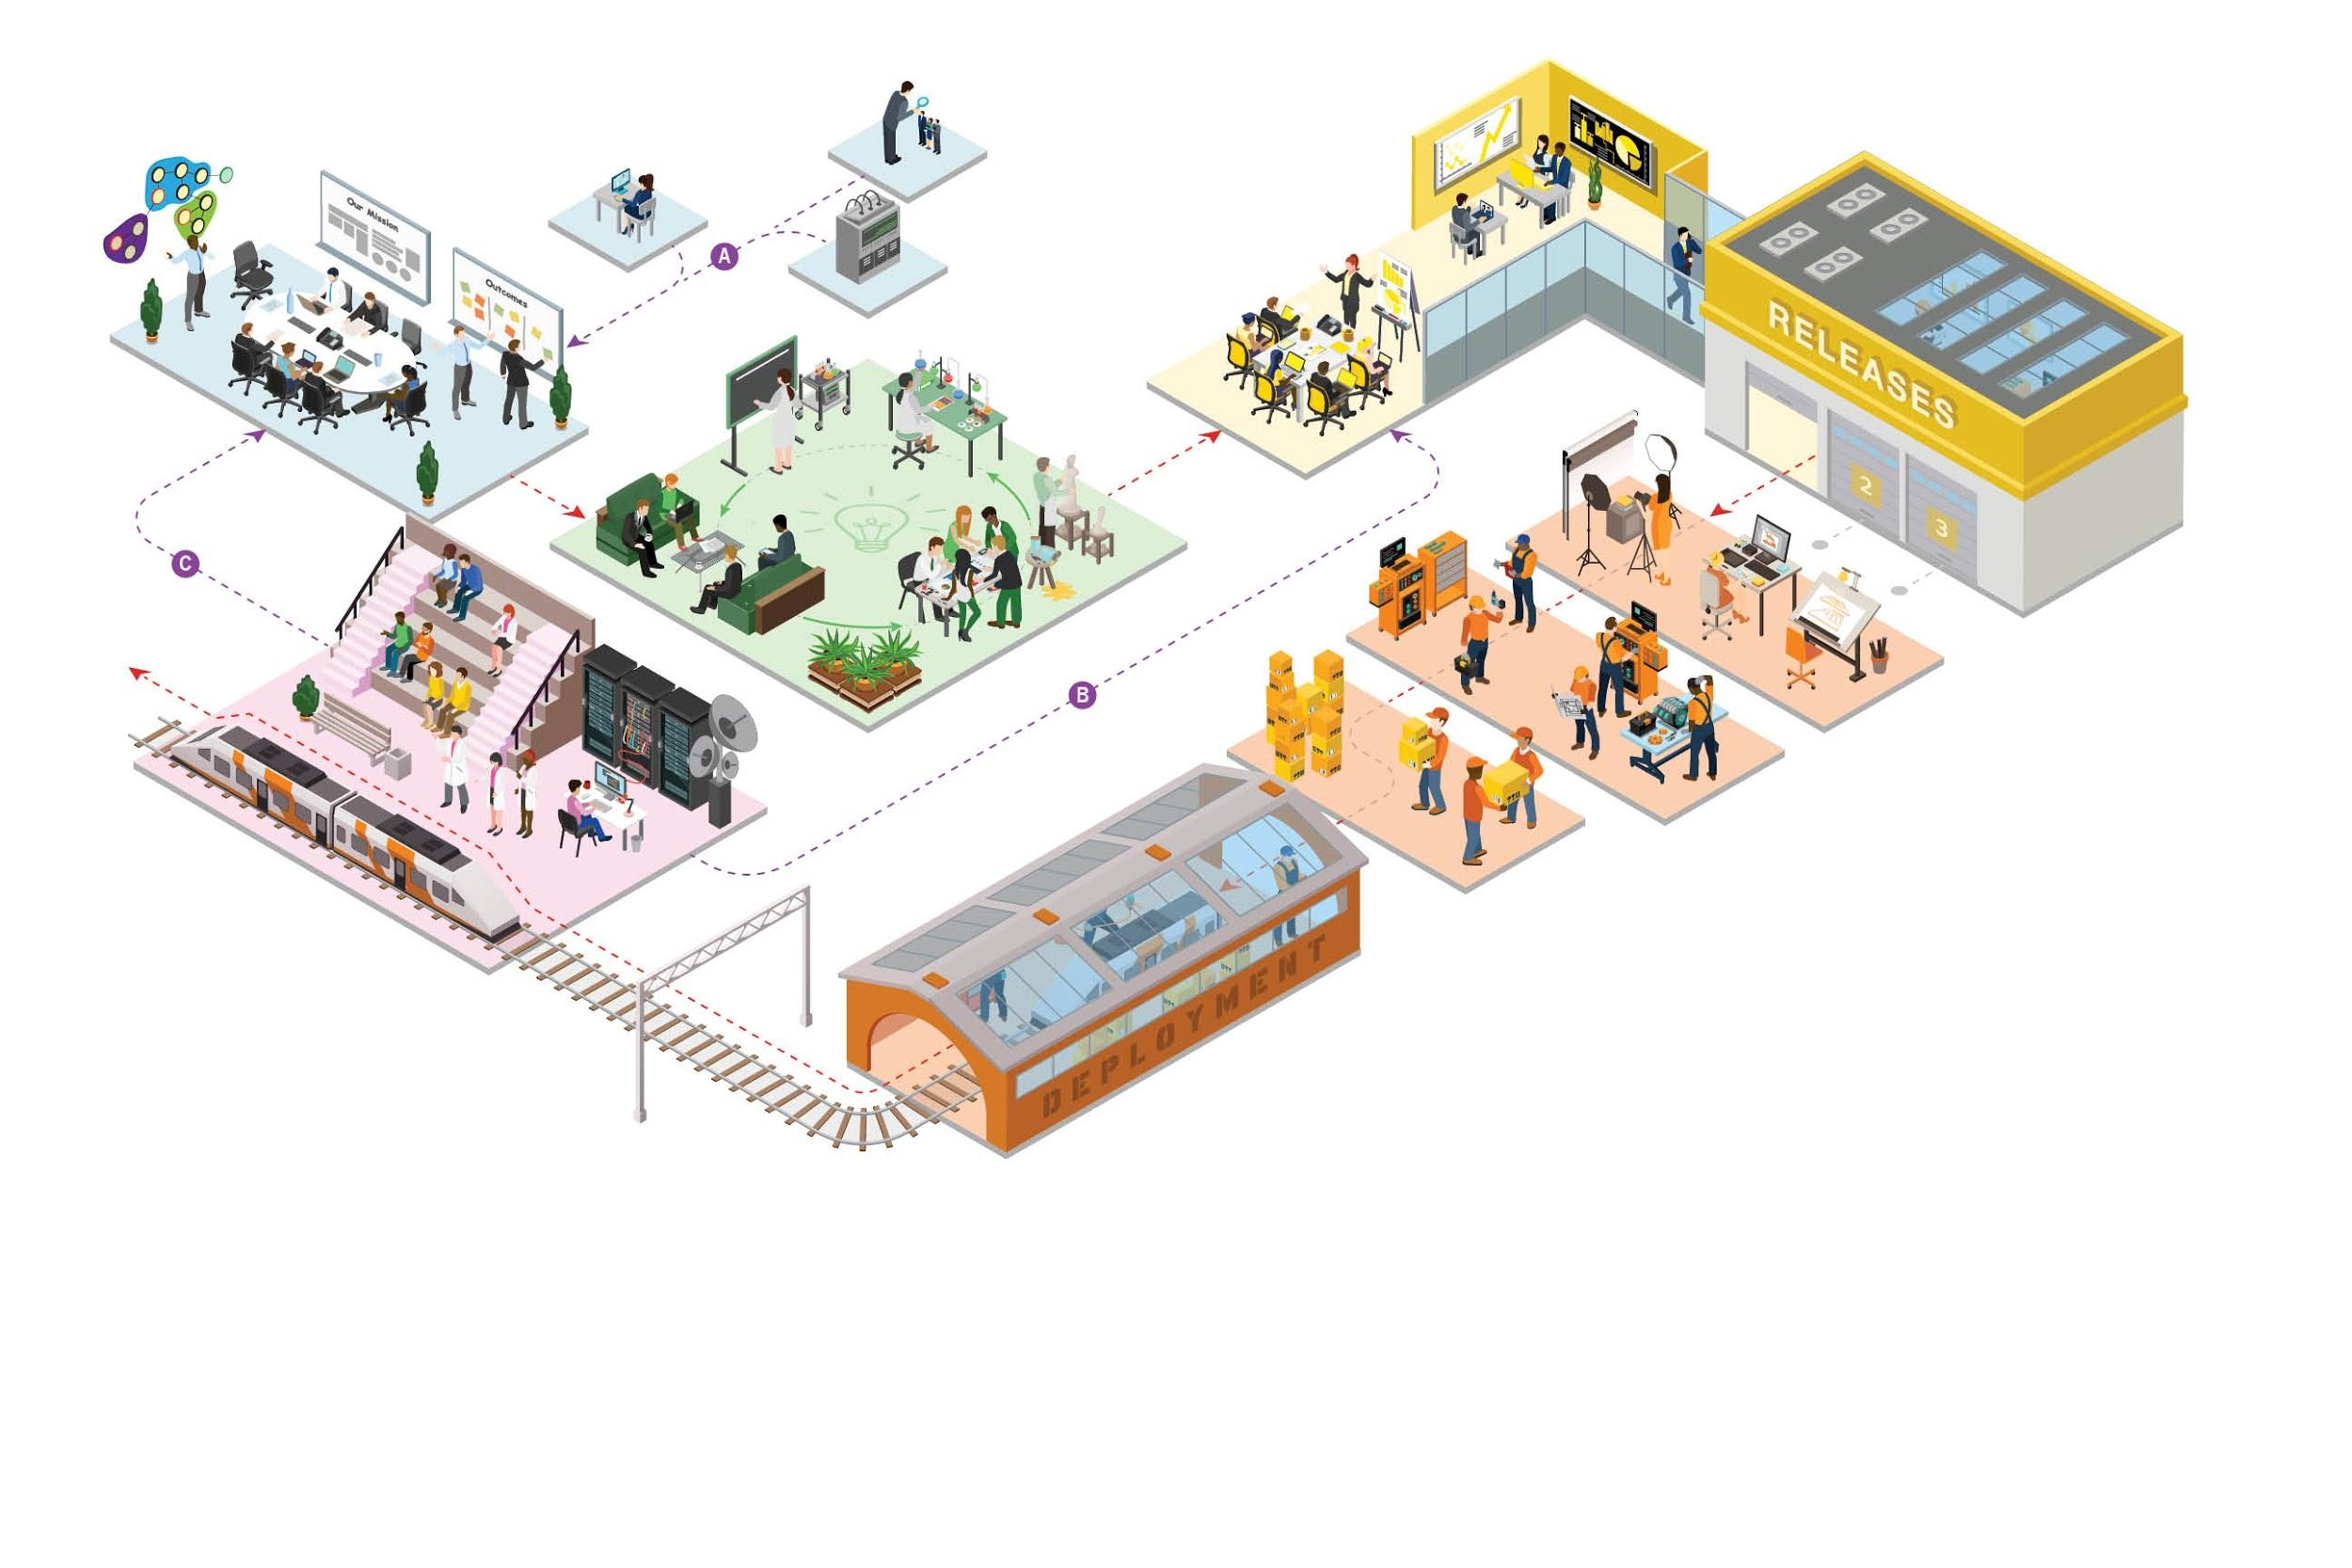 Our Mission
Outcomes
A
RELEASES
2
3
C
B
DEPLOYMENT